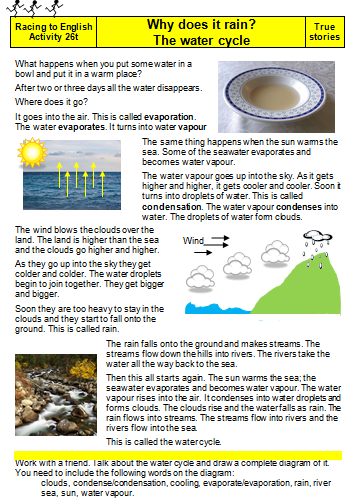 Racing to English
Activity 26t
Why does it rain?
The water cycle
True
stories
What happens when you put some water in a
bowl and put it in a warm place?
After two or three days all the water disappears.
Where does it go?
It goes into the air. This is called evaporation.
The water evaporates. It turns into water vapour
The same thing happens when the sun warms the
sea. Some of the seawater evaporates and
becomes water vapour.
The water vapour goes up into the sky. As it gets
higher and higher, it gets cooler and cooler. Soon it
turns into droplets of water. This is called
condensation. The water vapour condenses into
water. The droplets of water form clouds.
The wind blows the clouds over the
land. The land is higher than the sea
and the clouds go higher and higher.
As they go up into the sky they get
colder and colder. The water droplets
begin to join together. They get bigger
and bigger.
Soon they are too heavy to stay in the
clouds and they start to fall onto the
ground. This is called rain.
Wind
The rain falls onto the ground and makes streams. The
streams flow down the hills into rivers. The rivers take the
water all the way back to the sea.
Then this all starts again. The sun warms the sea; the
seawater evaporates and becomes water vapour. The water
vapour rises into the air. It condenses into water droplets and
forms clouds. The clouds rise and the water falls as rain. The
rain flows into streams. The streams flow into rivers and the
rivers flow into the sea.
This is called the water cycle.
Work with a friend. Talk about the water cycle and draw a complete diagram of it.
You need to include the following words on the diagram:
clouds, condense/condensation, cooling, evaporate/evaporation, rain, river
sea, sun, water vapour.